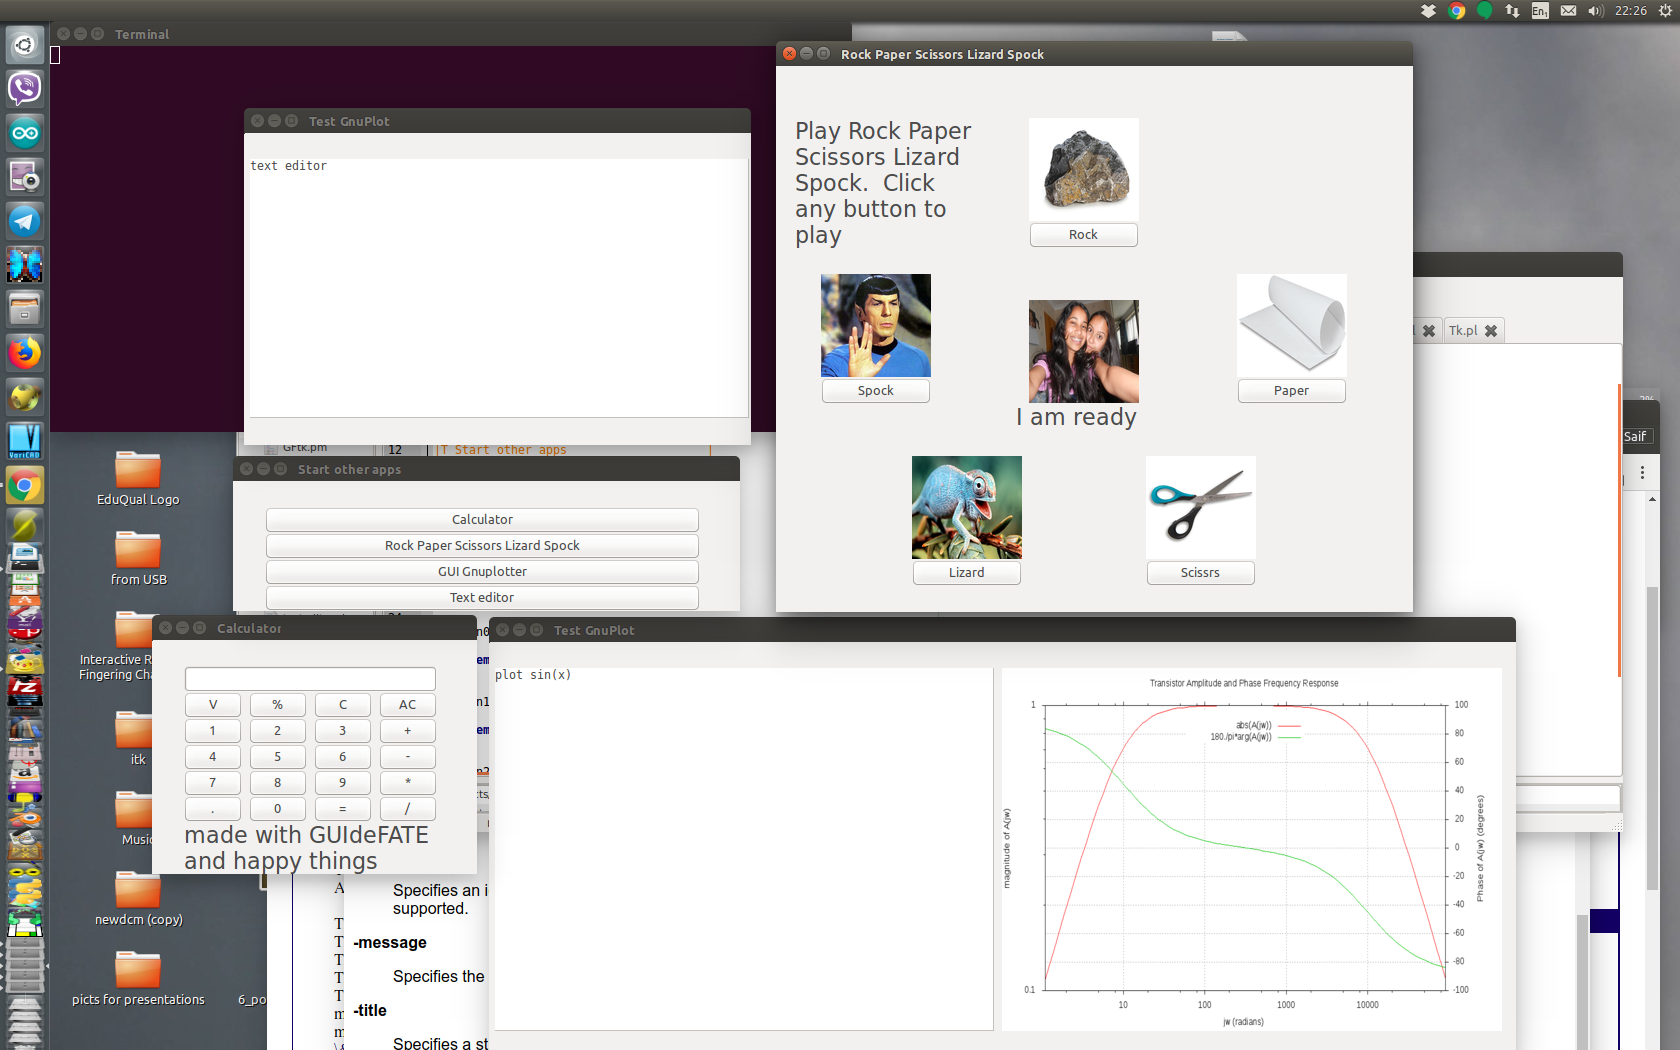 En1
22:26
Terminal
Rock Paper Scissors Lizard Spock
Play Rock Paper
Scissors Lizard
Spock.  Click
any button to
play
Rock
Spock
Paper
I am ready
Lizard
Scissrs
Test GnuPlot
text editor
Tk.pl
Saif
GFtk.pm
12
T Start other apps
Start other apps
Calculator
Rock Paper Scissors Lizard Spock
GUI Gnuplotter
Text editor
EduQual Logo
from USB
Interactive R
Fingering Cha
itk
Music
newdcm (copy)
picts for presentations
6_po
VariCAD
Calculator
V % C AC
1 2 3 +
4 5 6 -
7 8 9 *
. 0 = /
made with GUIdeFATE
and happy things
Test GnuPlot
plot sin(x)
Transistor Amplitude and Phase Frequency Response
abs(A(jw))
180./pi*arg(A(jw))
1
0.1
magnitude of A(jw)
10 100 1000 10000
jw (radians)
100
80
60
40
20
0
-20
-40
-60
-80
-100
Phase of A(jw) (degrees)
Specifies an i
supported.
-message
Specifies the
-title
Specifies a st